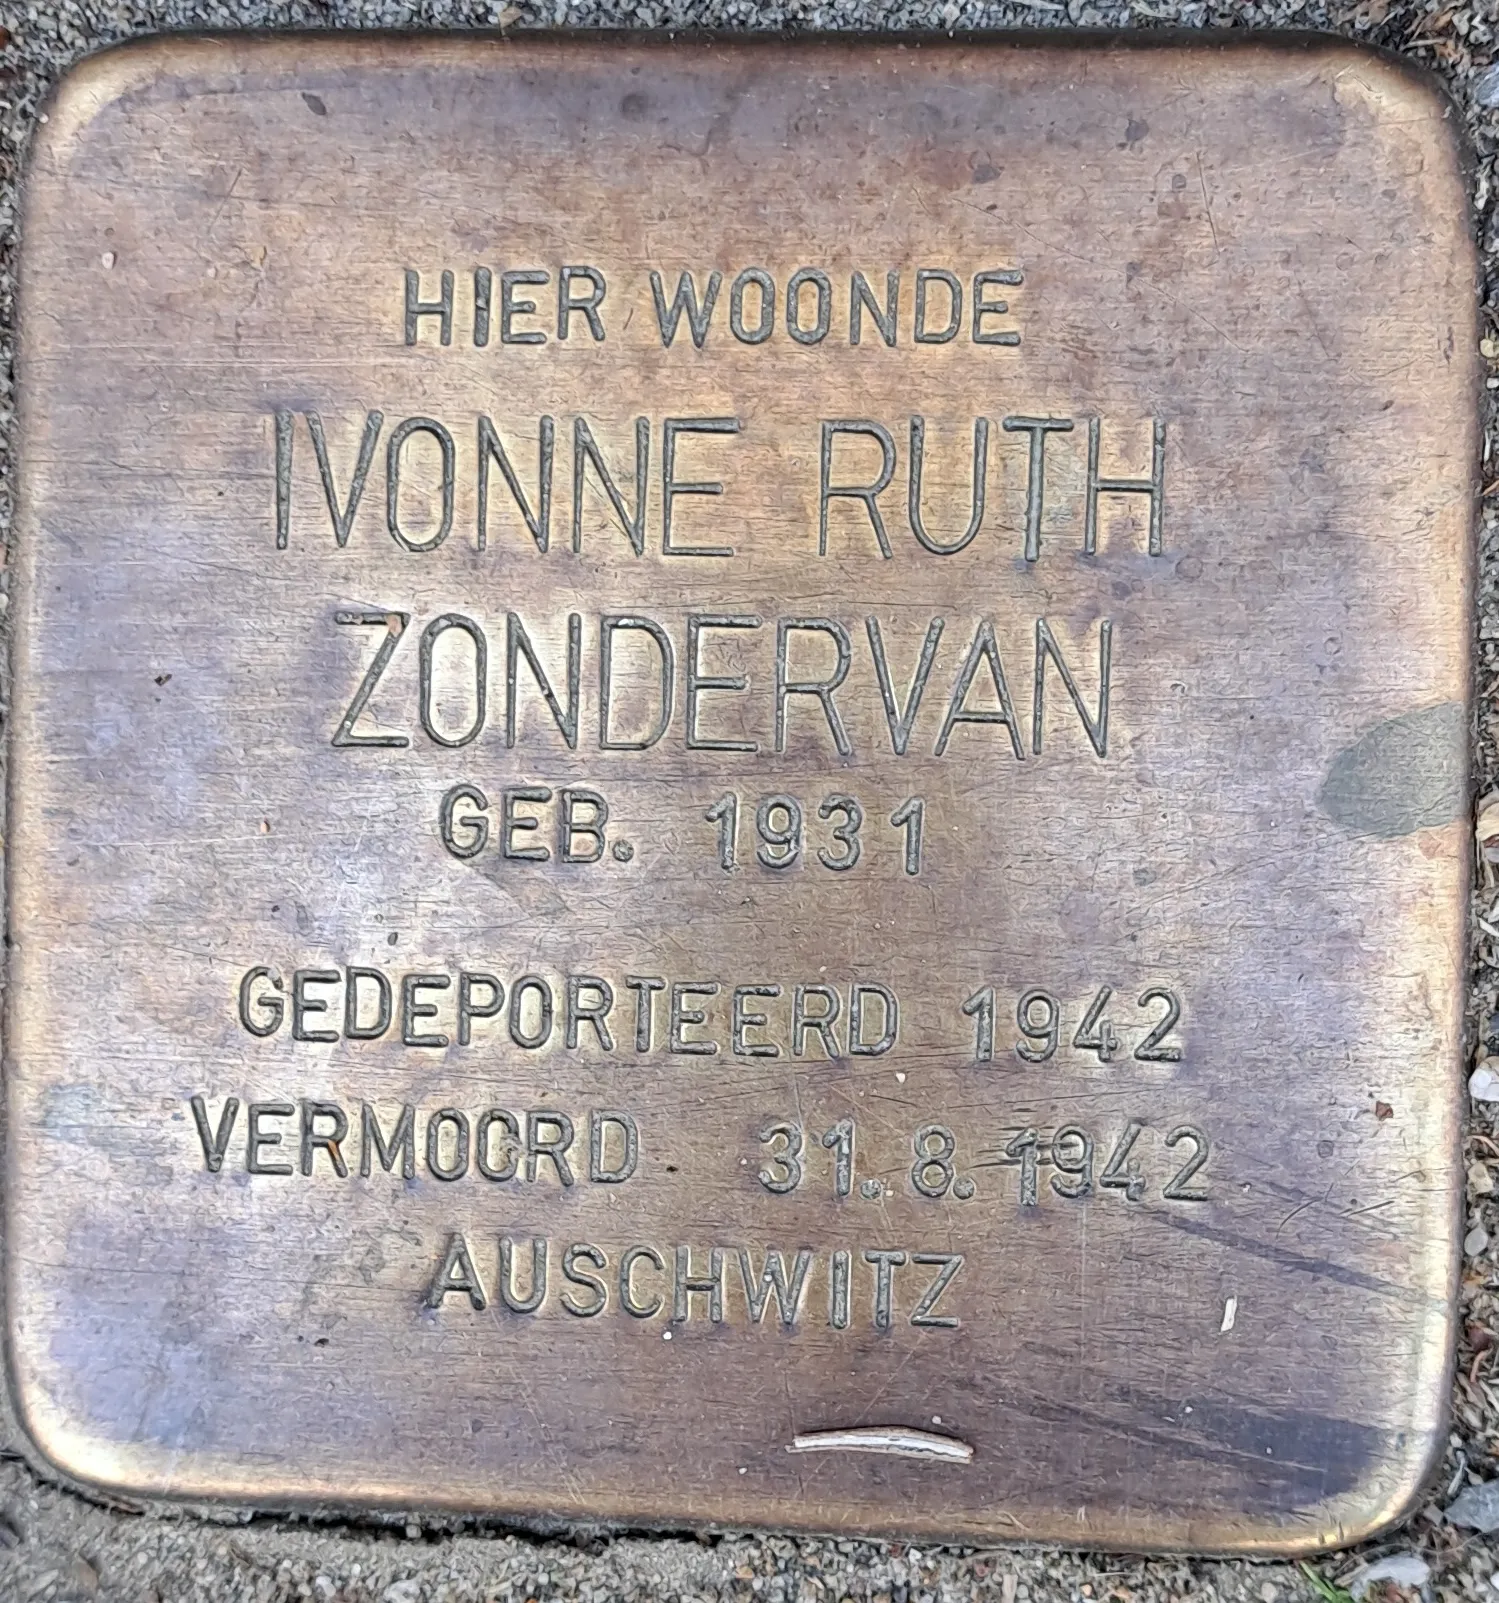 HIER WOONDE
IVONNE RUTH
ZONDERVAN
GEB. 1931
GEDEPORTEERD 1942
VERMOORD 31.8.1942
AUSCHWITZ